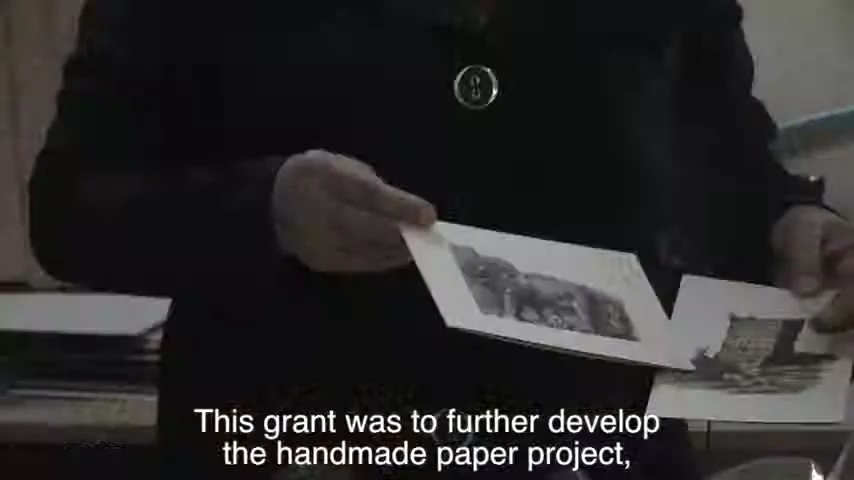 This grant was to further develop
the handmade paper project,